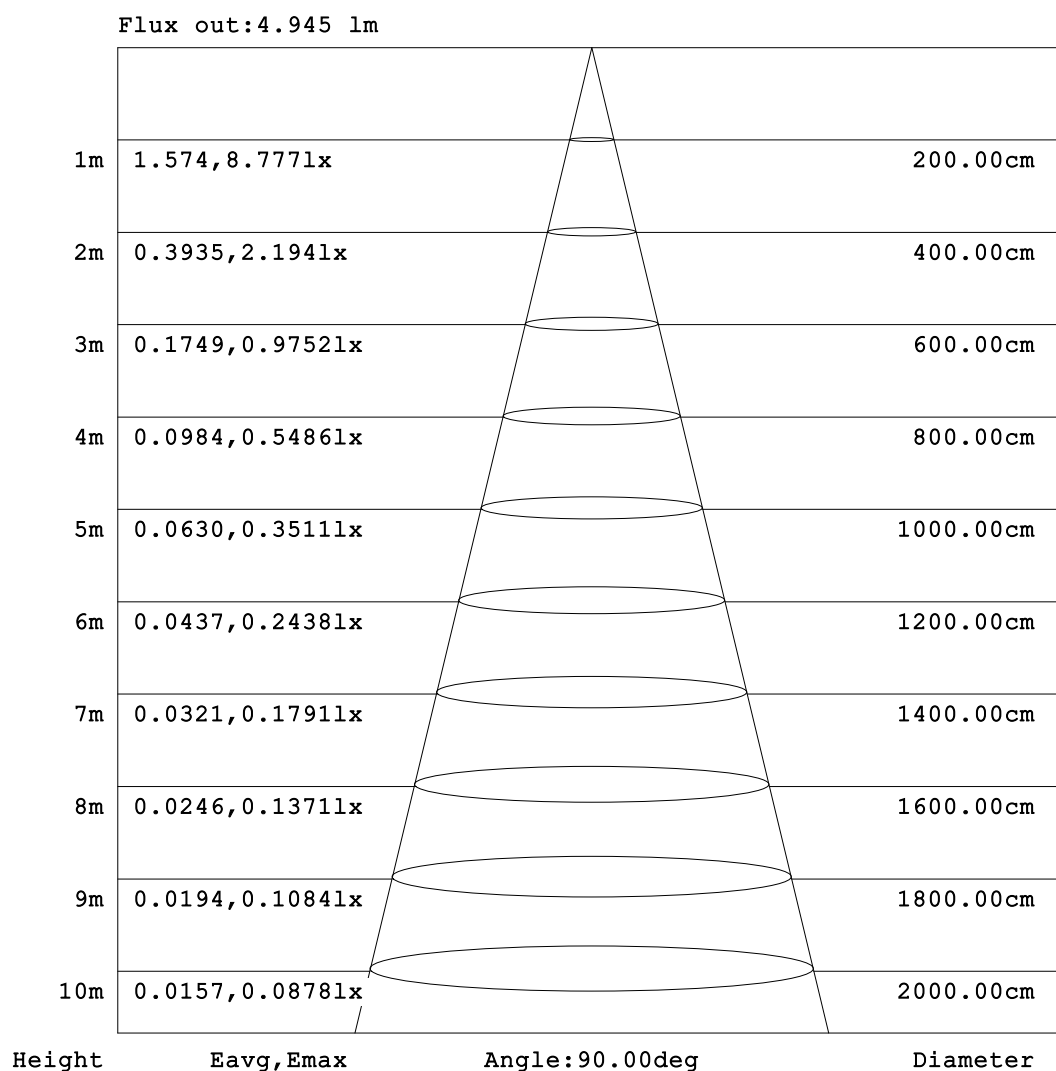 Flux out:4.945 lm
1m 1.574,8.777lx 200.00cm
2m 0.3935,2.194lx 400.00cm
3m 0.1749,0.9752lx 600.00cm
4m 0.0984,0.5486lx 800.00cm
5m 0.0630,0.3511lx 1000.00cm
6m 0.0437,0.2438lx 1200.00cm
7m 0.0321,0.1791lx 1400.00cm
8m 0.0246,0.1371lx 1600.00cm
9m 0.0194,0.1084lx 1800.00cm
10m 0.0157,0.0878lx 2000.00cm
Height Eavg,Emax Angle:90.00deg Diameter